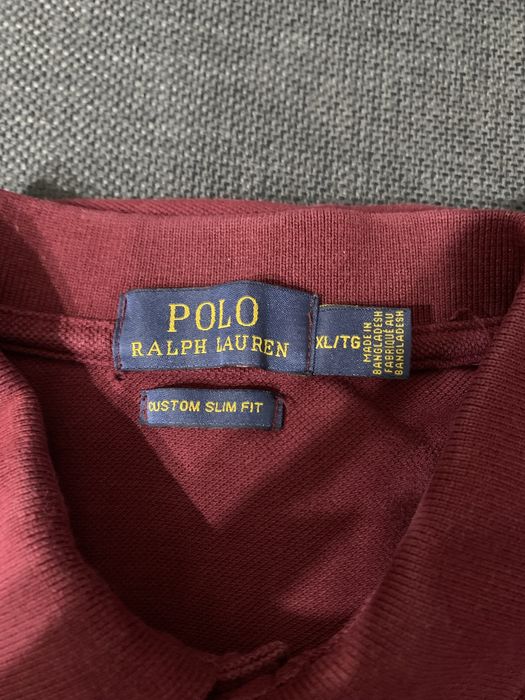 POLO
RALPH LAUREN
XL/TG
MADE IN
BANGLADESH
FABRIQUÉ AU
BANGLADESH
CUSTOM SLIM FIT